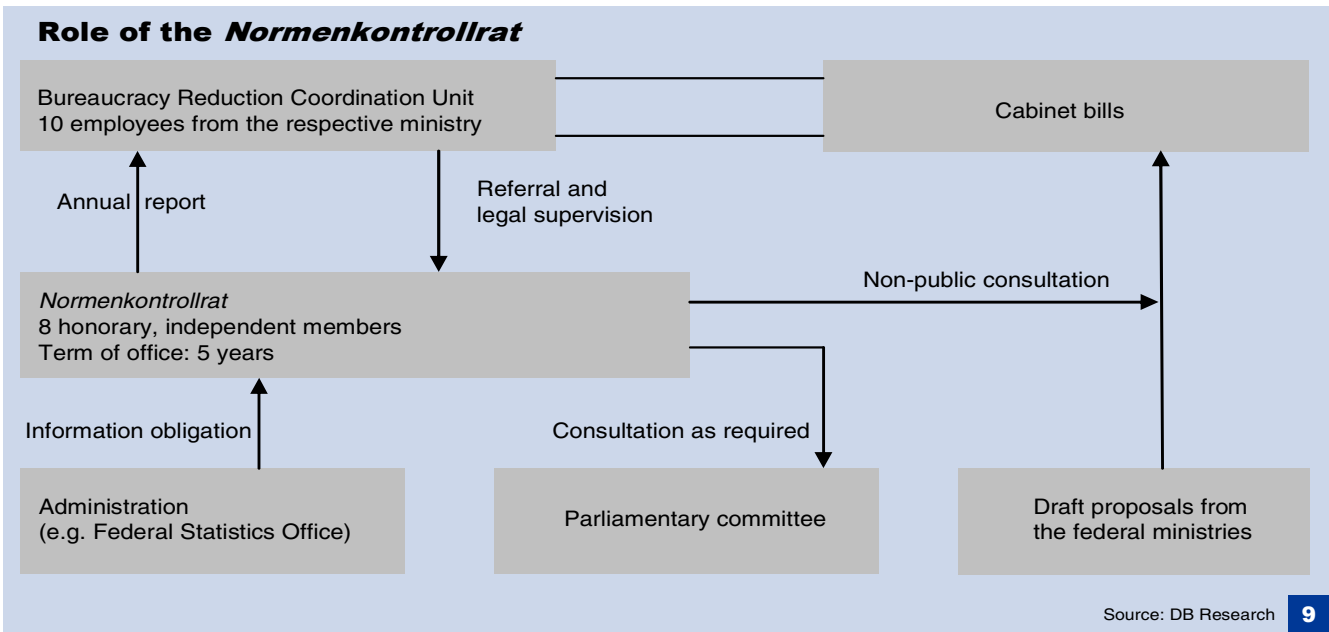 Role of the Normenkontrollrat
Bureaucracy Reduction Coordination Unit
10 employees from the respective ministry
Cabinet bills
Annual report
Referral and
legal supervision
Normenkontrollrat
8 honorary, independent members
Term of office: 5 years
Non-public consultation
Information obligation
Consultation as required
Administration
(e.g. Federal Statistics Office)
Parliamentary committee
Draft proposals from
the federal ministries
Source: DB Research
9